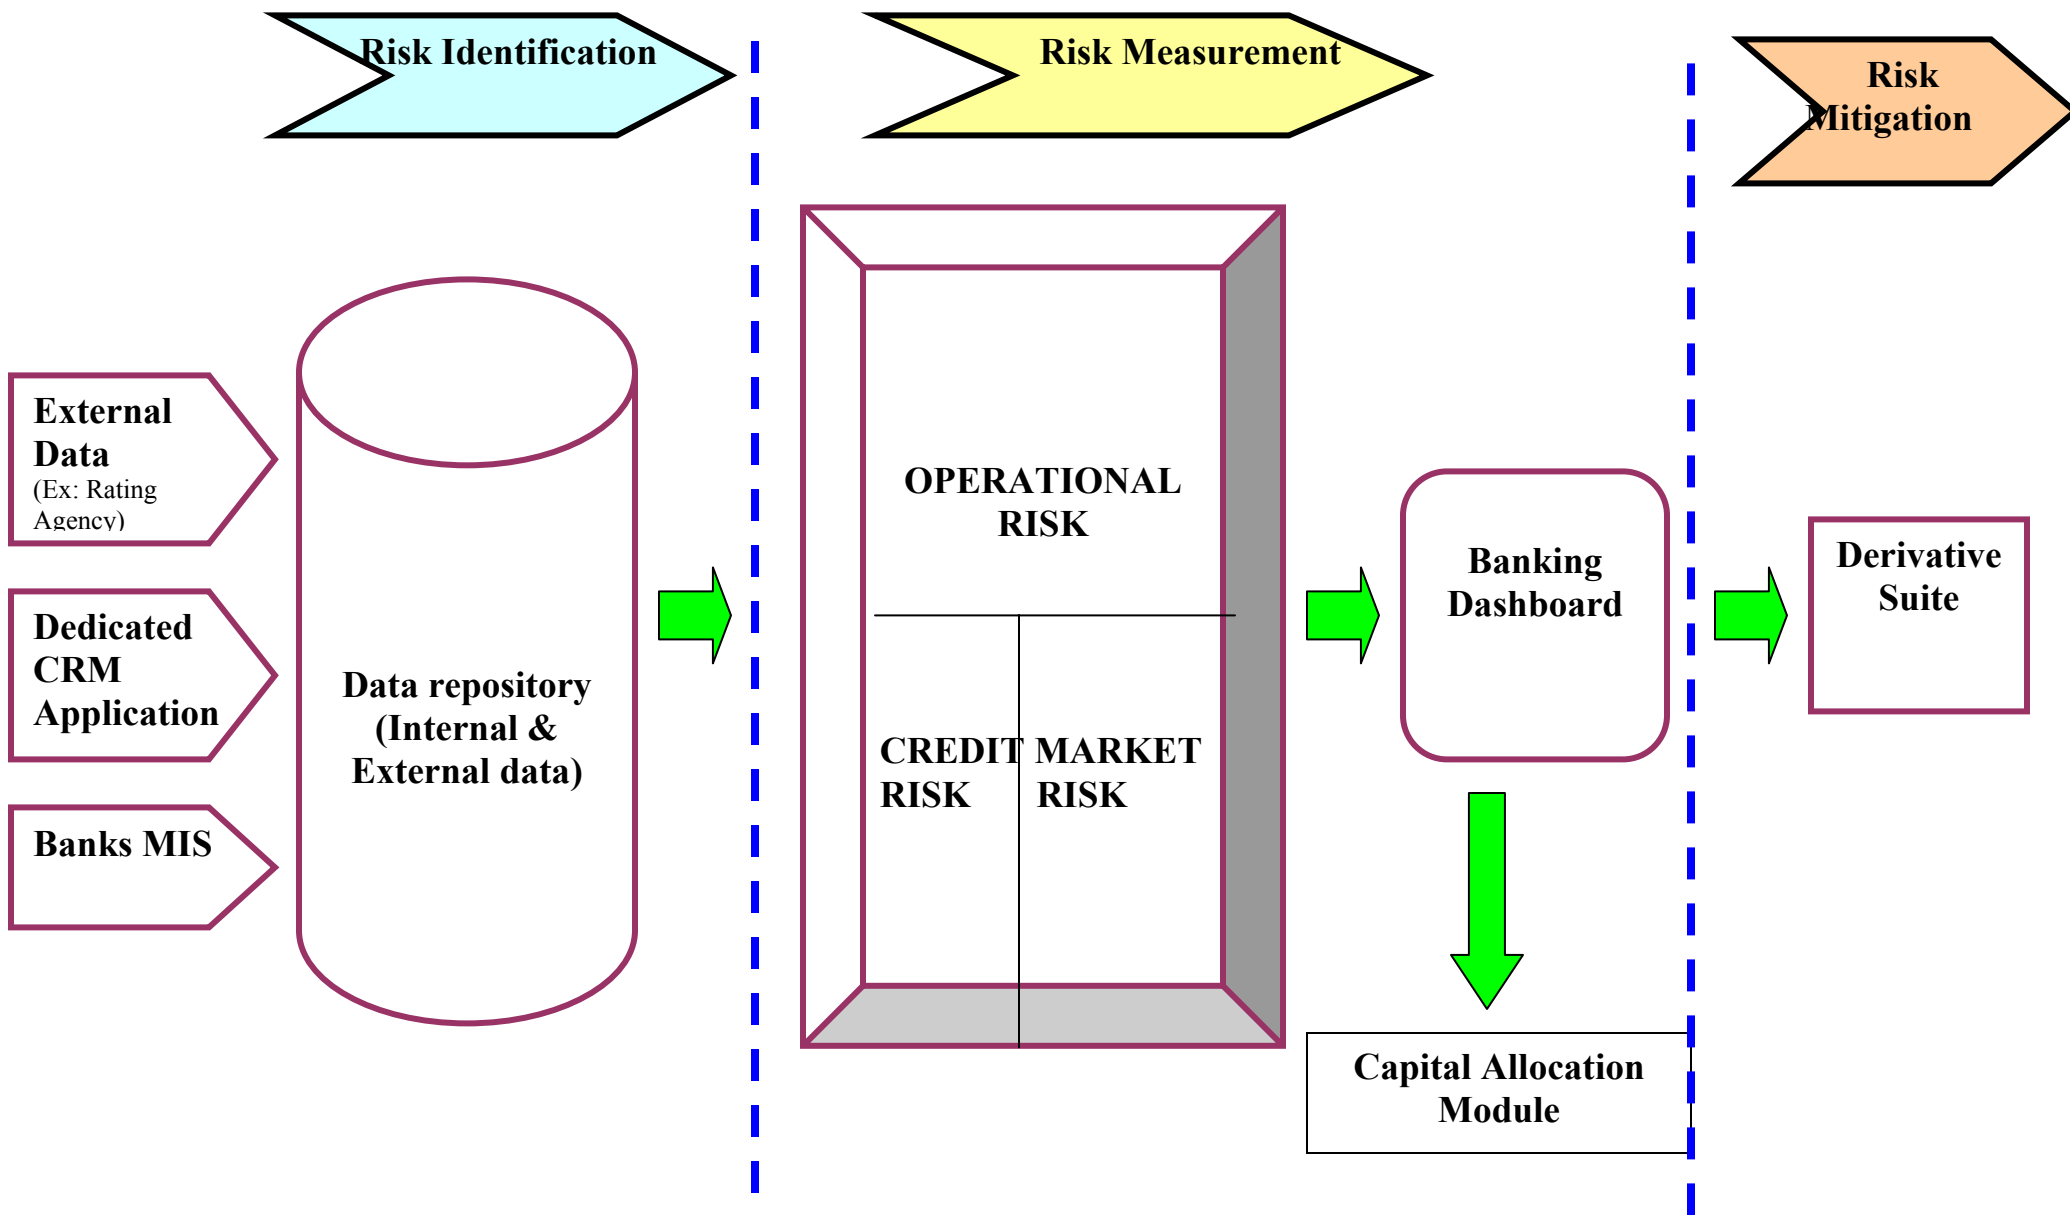 Risk Identification
Risk Measurement
Risk
Mitigation
External
Data
(Ex: Rating
Agency)
Dedicated
CRM
Application
Banks MIS
Data repository
(Internal &
External data)
OPERATIONAL
RISK
CREDIT
RISK
MARKET
RISK
Banking
Dashboard
Capital Allocation
Module
Derivative
Suite